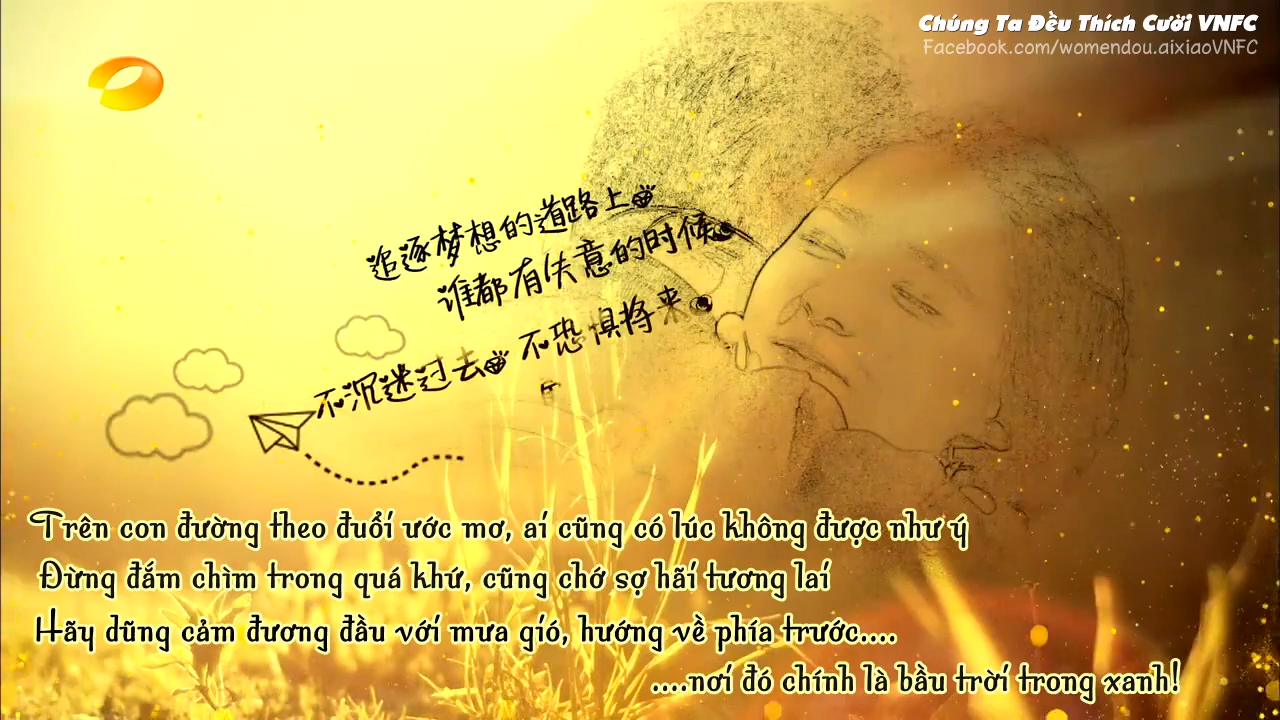 Chúng Ta Đều Thích Cười VNFC
Facebook.com/womendou.aixiaoVNFC
追逐梦想的道路上
谁都有失意的时候
不沉迷过去 不恐惧将来
Trên con đường theo đuổi ước mơ, ai cũng có lúc không được như ý
Đừng đắm chìm trong quá khứ, cũng chớ sợ hãi tương lai
Hãy dũng cảm đương đầu với mưa gió, hướng về phía trước....
....nơi đó chính là bầu trời trong xanh!